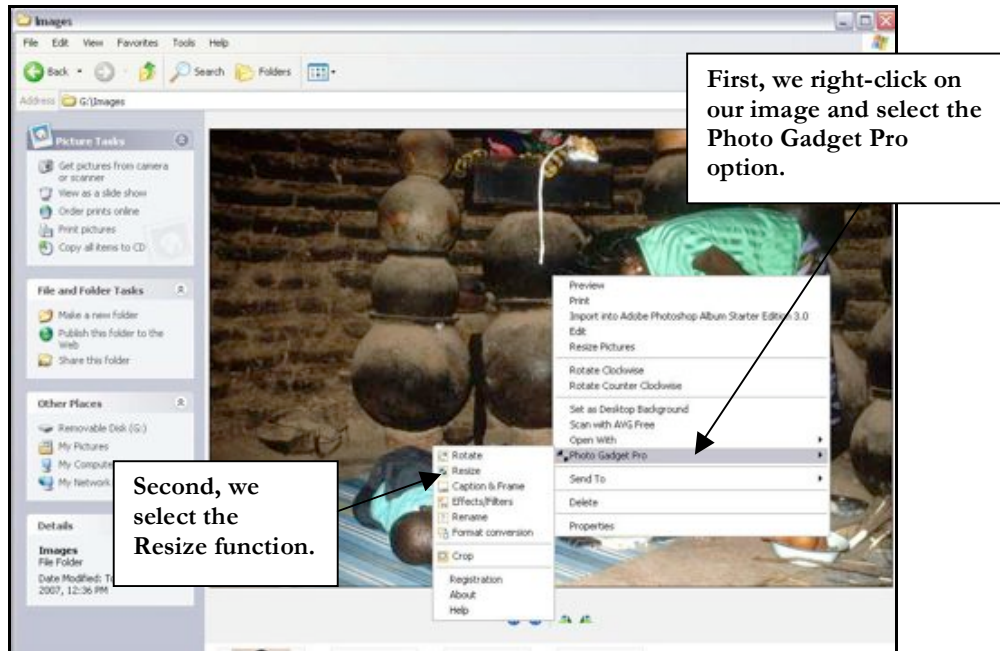 Images
File Edit View Favorites Tools Help
Back Search Folders
Address G:\Images
First, we right-click on
our image and select the
Photo Gadget Pro
option.
Picture Tasks
Get pictures from camera
or scanner
View as a slide show
Order prints online
Print pictures
Copy all items to CD
File and Folder Tasks
Make a new folder
Publish this folder to the
Web
Share this folder
Other Places
Removable Disk (G:)
My Pictures
My Compute
My Network
Details
Images
File Folder
Date Modified: T
2007, 12:36 PM
Second, we
select the
Resize function.
Preview
Print
Import into Adobe Photoshop Album Starter Edition 3.0
Edit
Resize Pictures
Rotate Clockwise
Rotate Counter Clockwise
Set as Desktop Background
Scan with AVG Free
Open With
Photo Gadget Pro
Send To
Delete
Properties
Rotate
Resize
Caption & Frame
Effects/Filters
Rename
Format conversion
Crop
Registration
About
Help